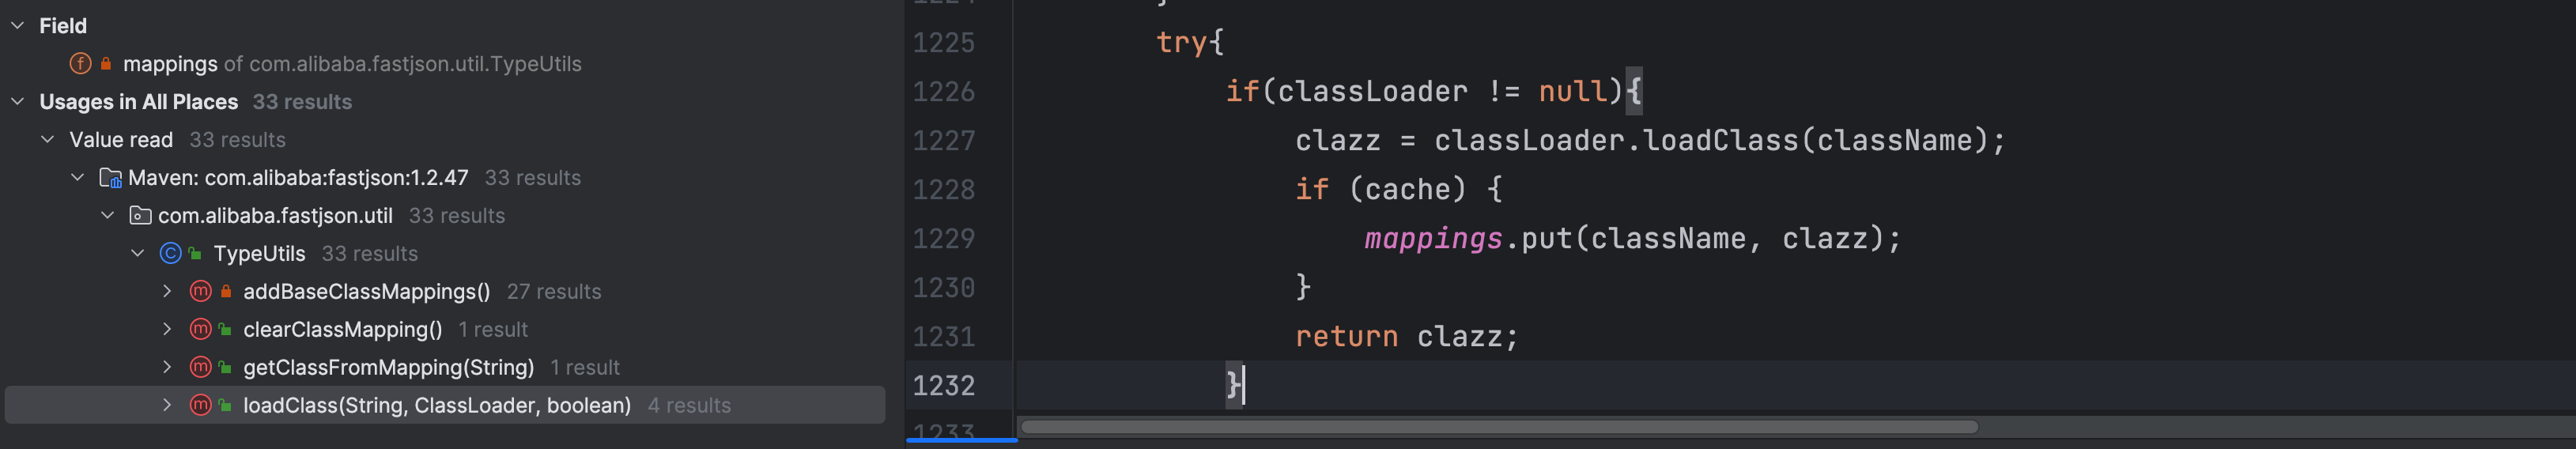 Field
mappings of com.alibaba.fastjson.util.TypeUtils
Usages in All Places 33 results
Value read 33 results
Maven: com.alibaba:fastjson:1.2.47 33 results
com.alibaba.fastjson.util 33 results
TypeUtils 33 results
addBaseClassMappings() 27 results
clearClassMapping() 1 result
getClassFromMapping(String) 1 result
loadClass(String, ClassLoader, boolean) 4 results
1224 }
1225 try{
1226 if(classLoader != null){
1227 clazz = classLoader.loadClass(className);
1228 if (cache) {
1229 mappings.put(className, clazz);
1230 }
1231 return clazz;
1232 }
1233